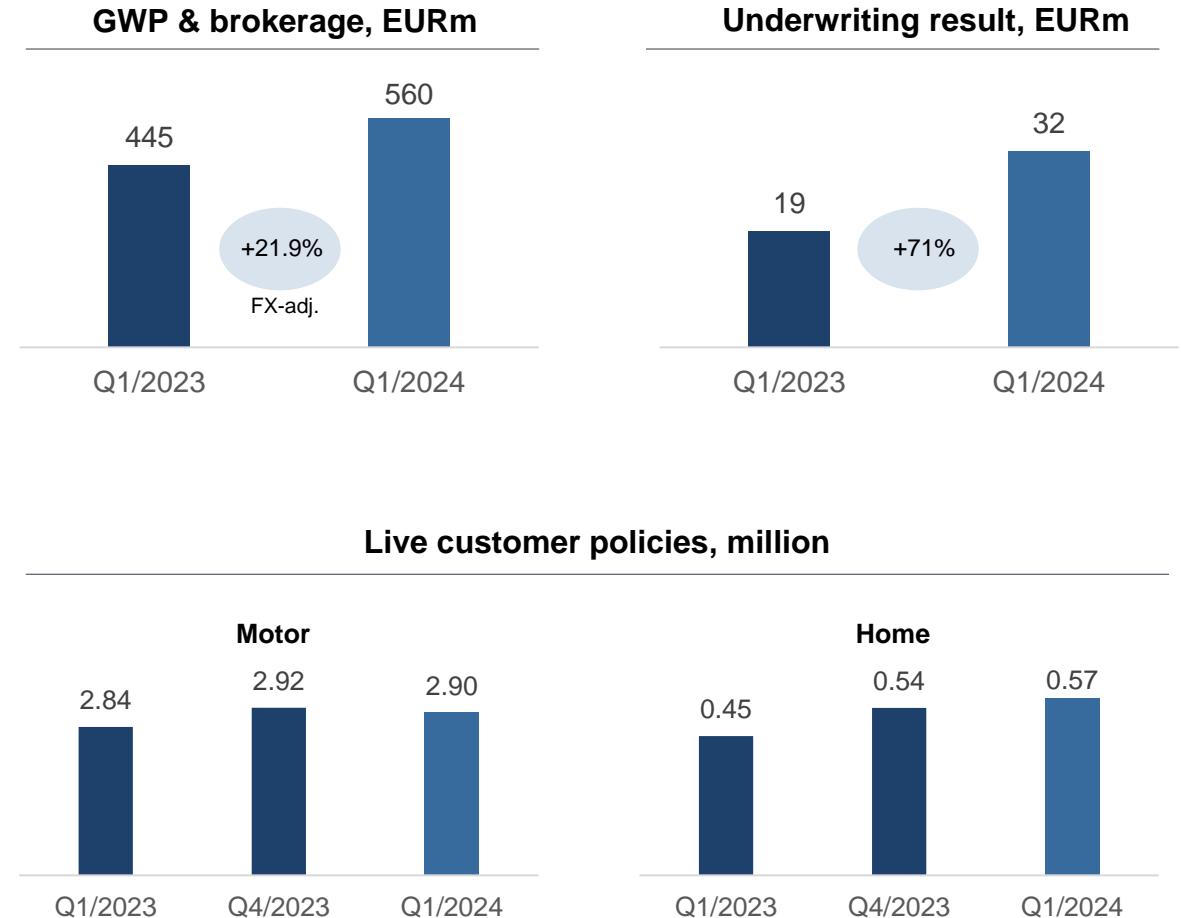 GWP & brokerage, EURm
445
560
+21.9%
FX-adj.
Q1/2023
Q1/2024
Underwriting result, EURm
19
32
+71%
Q1/2023
Q1/2024
Live customer policies, million
Motor
2.84
2.92
2.90
Q1/2023
Q4/2023
Q1/2024
Home
0.45
0.54
0.57
Q1/2023
Q4/2023
Q1/2024